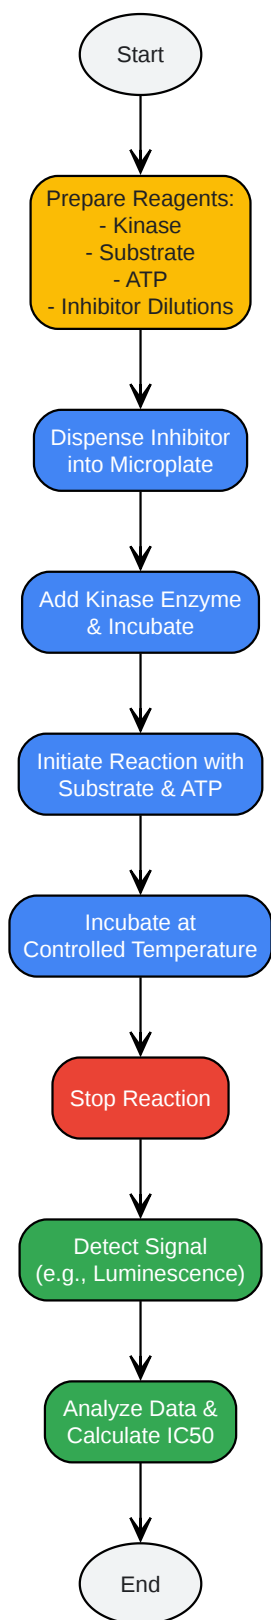 Start
Prepare Reagents:
- Kinase
- Substrate
- ATP
- Inhibitor Dilutions
Dispense Inhibitor
into Microplate
Add Kinase Enzyme
& Incubate
Initiate Reaction with
Substrate & ATP
Incubate at
Controlled Temperature
Stop Reaction
Detect Signal
(e.g., Luminescence)
Analyze Data &
Calculate IC50
End